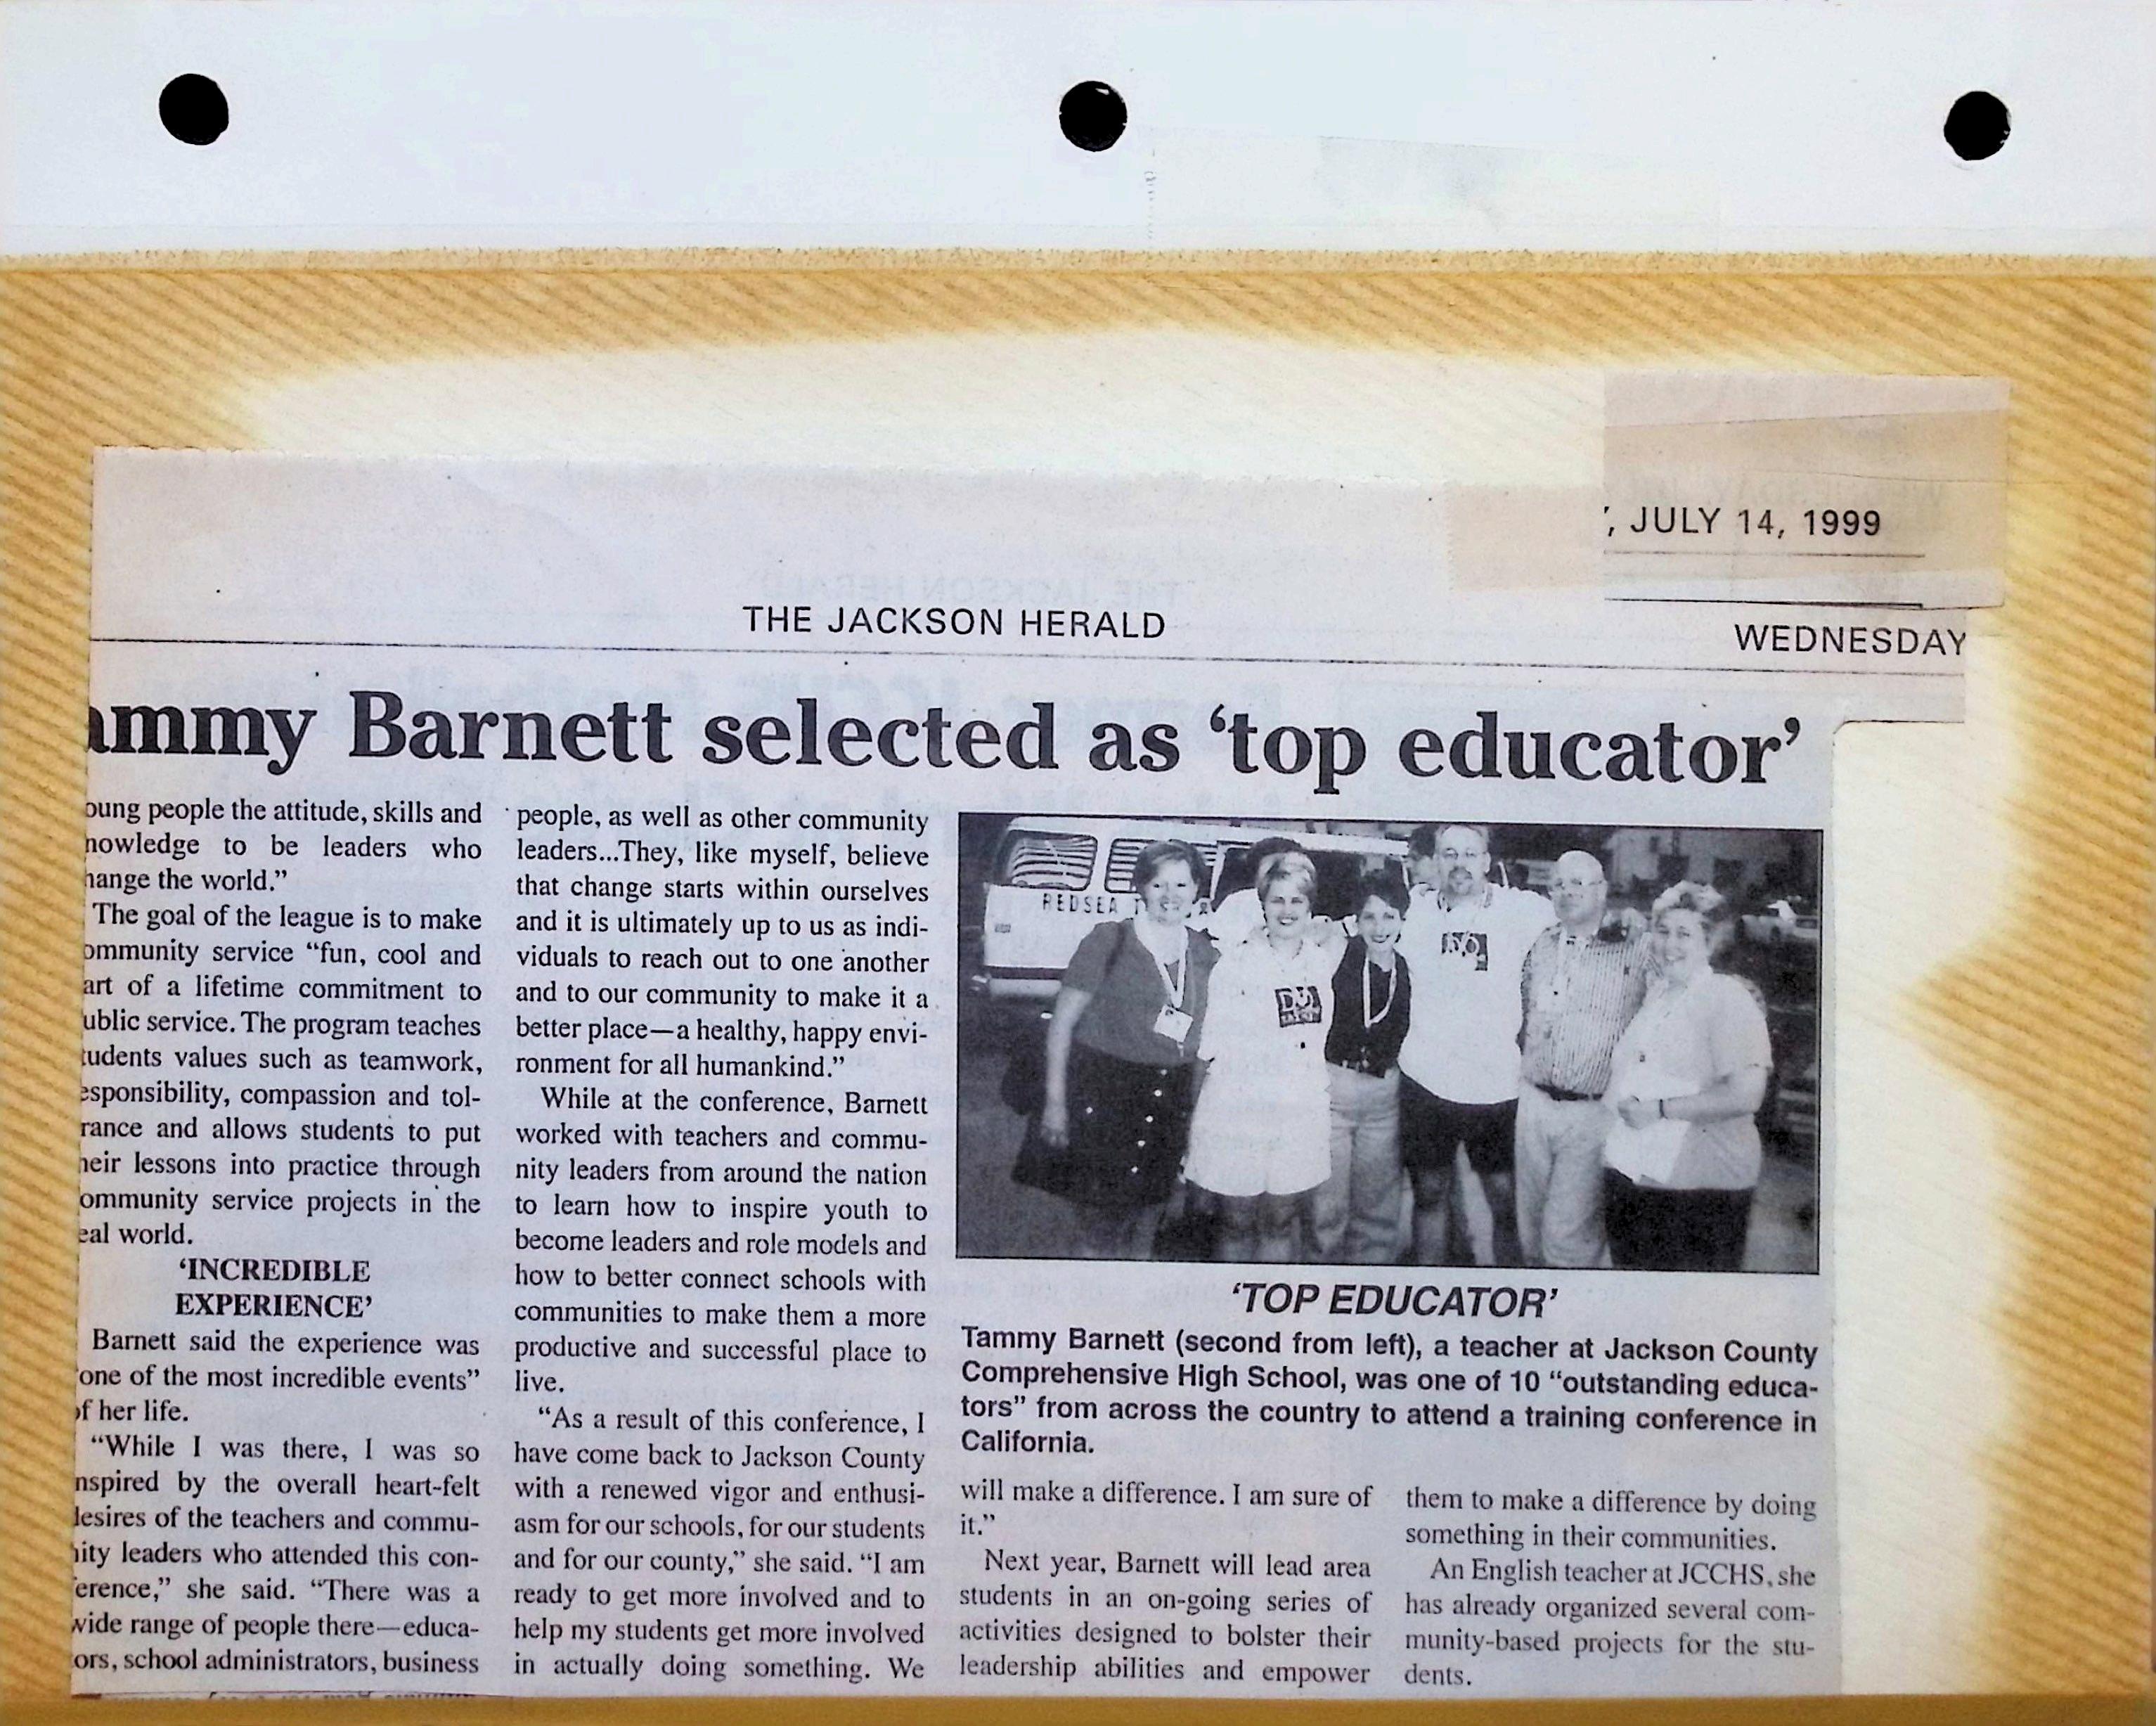 , JULY 14, 1999
THE JACKSON HERALD
WEDNESDAY
ammy Barnett selected as ‘top educator’
oung people the attitude, skills and
nowledge to be leaders who
hange the world.”
The goal of the league is to make
ommunity service “fun, cool and
art of a lifetime commitment to
ublic service. The program teaches
tudents values such as teamwork,
esponsibility, compassion and tol-
rance and allows students to put
heir lessons into practice through
ommunity service projects in the
eal world.
‘INCREDIBLE
EXPERIENCE’
Barnett said the experience was
“one of the most incredible events”
of her life.
“While I was there, I was so
nspired by the overall heart-felt
desires of the teachers and commu-
nity leaders who attended this con-
ference,” she said. “There was a
wide range of people there—educa-
ors, school administrators, business
people, as well as other community
leaders...They, like myself, believe
that change starts within ourselves
and it is ultimately up to us as indi-
viduals to reach out to one another
and to our community to make it a
better place—a healthy, happy envi-
ronment for all humankind.”
While at the conference, Barnett
worked with teachers and commu-
nity leaders from around the nation
to learn how to inspire youth to
become leaders and role models and
how to better connect schools with
communities to make them a more
productive and successful place to
live.
“As a result of this conference, I
have come back to Jackson County
with a renewed vigor and enthusi-
asm for our schools, for our students
and for our county,” she said. “I am
ready to get more involved and to
help my students get more involved
in actually doing something. We
REDSEA
‘TOP EDUCATOR’
Tammy Barnett (second from left), a teacher at Jackson County
Comprehensive High School, was one of 10 “outstanding educa-
tors” from across the country to attend a training conference in
California.
will make a difference. I am sure of
it.”
Next year, Barnett will lead area
students in an on-going series of
activities designed to bolster their
leadership abilities and empower
them to make a difference by doing
something in their communities.
An English teacher at JCCHS, she
has already organized several com-
munity-based projects for the stu-
dents.